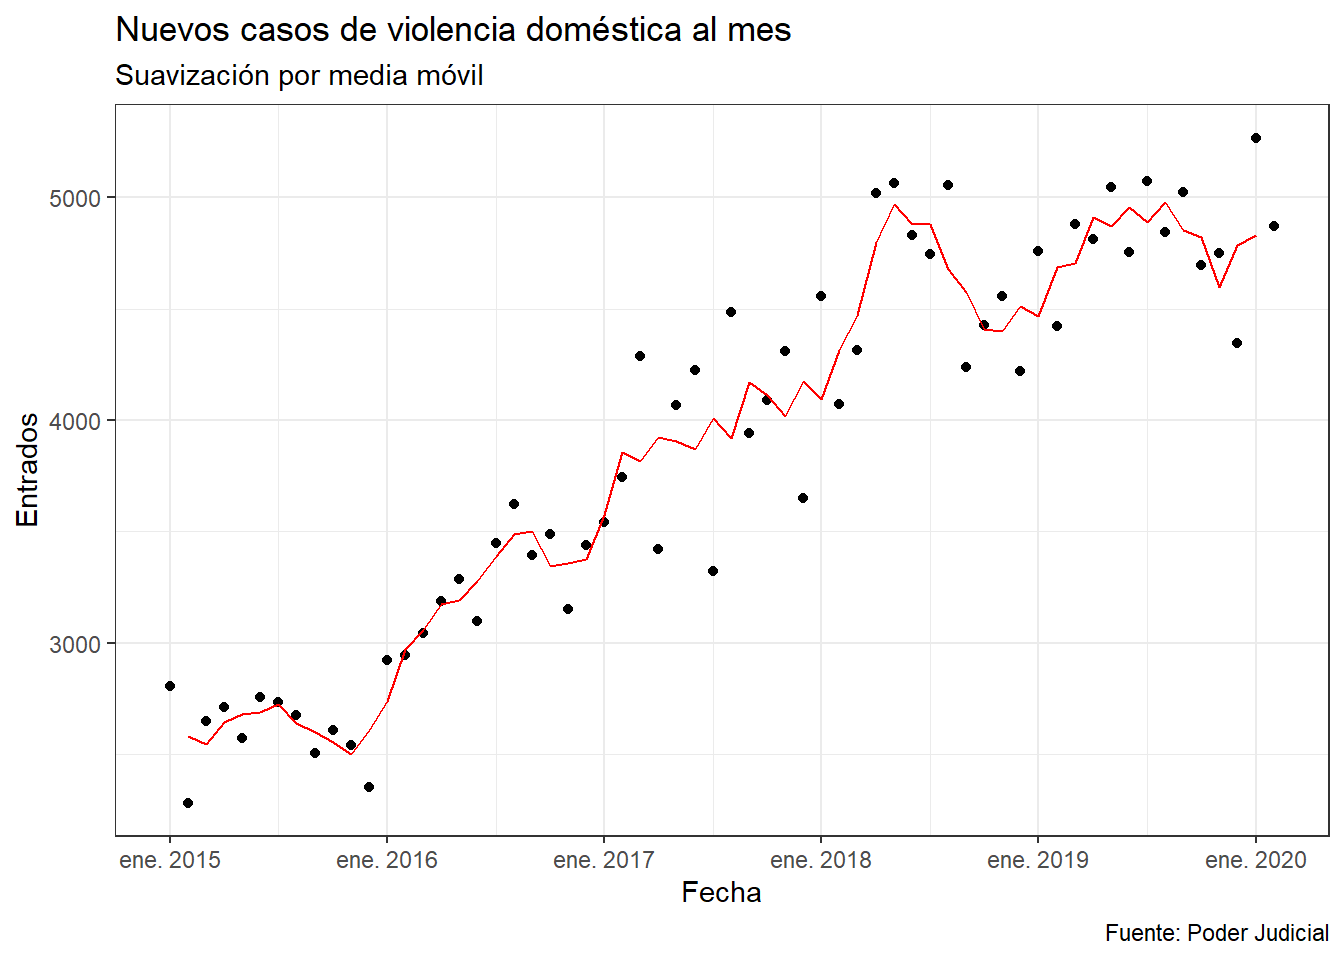 Nuevos casos de violencia doméstica al mes
Suavización por media móvil
5000
4000
3000
Entrados
ene. 2015 ene. 2016 ene. 2017 ene. 2018 ene. 2019 ene. 2020
Fecha
Fuente: Poder Judicial